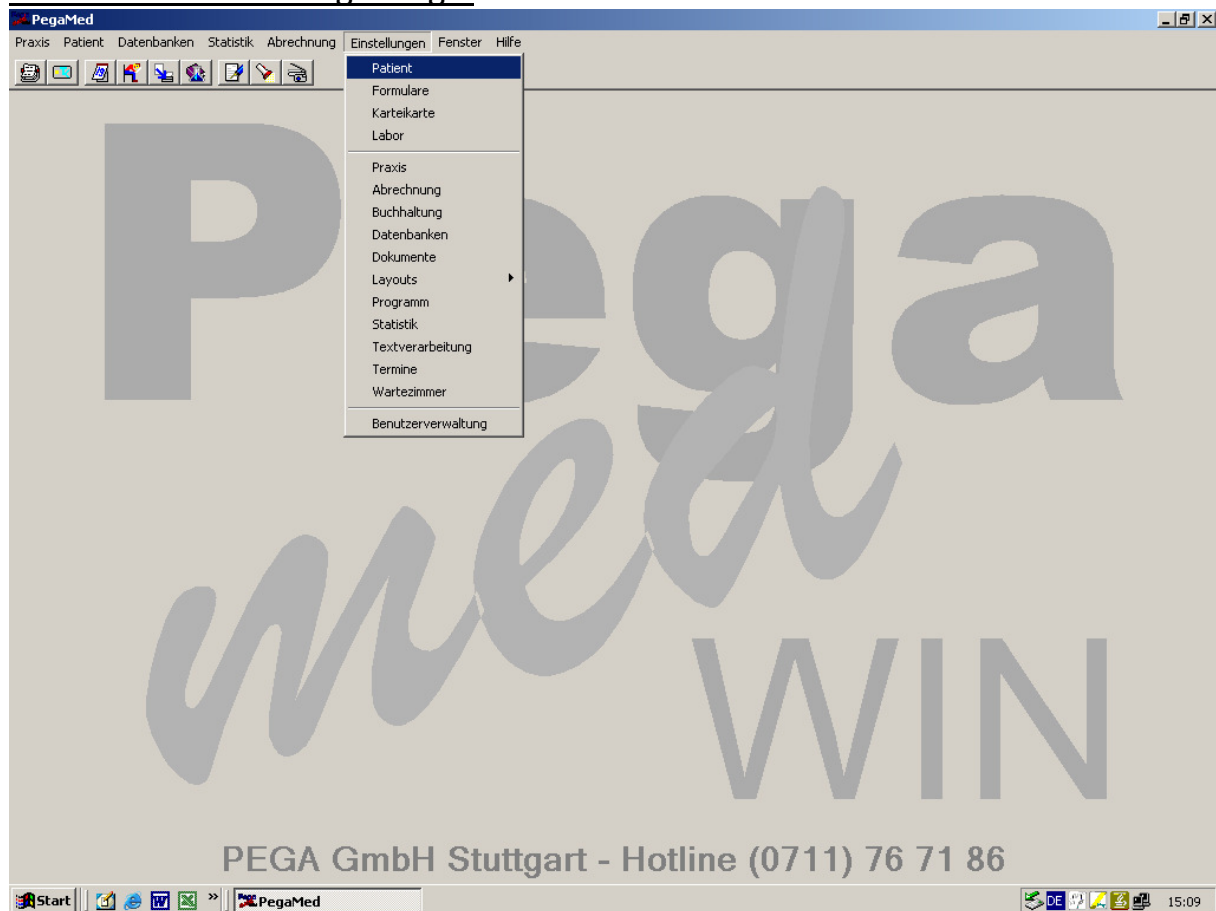 PegaMed
Praxis Patient Datenbanken Statistik Abrechnung Einstellungen Fenster Hilfe
Patient
Formulare
Karteikarte
Labor
Praxis
Abrechnung
Buchhaltung
Datenbanken
Dokumente
Layouts
Programm
Statistik
Textverarbeitung
Termine
Wartezimmer
Benutzerverwaltung
Pega
med
WIN
PEGA GmbH Stuttgart - Hotline (0711) 76 71 86
Start » PegaMed DE 15:09